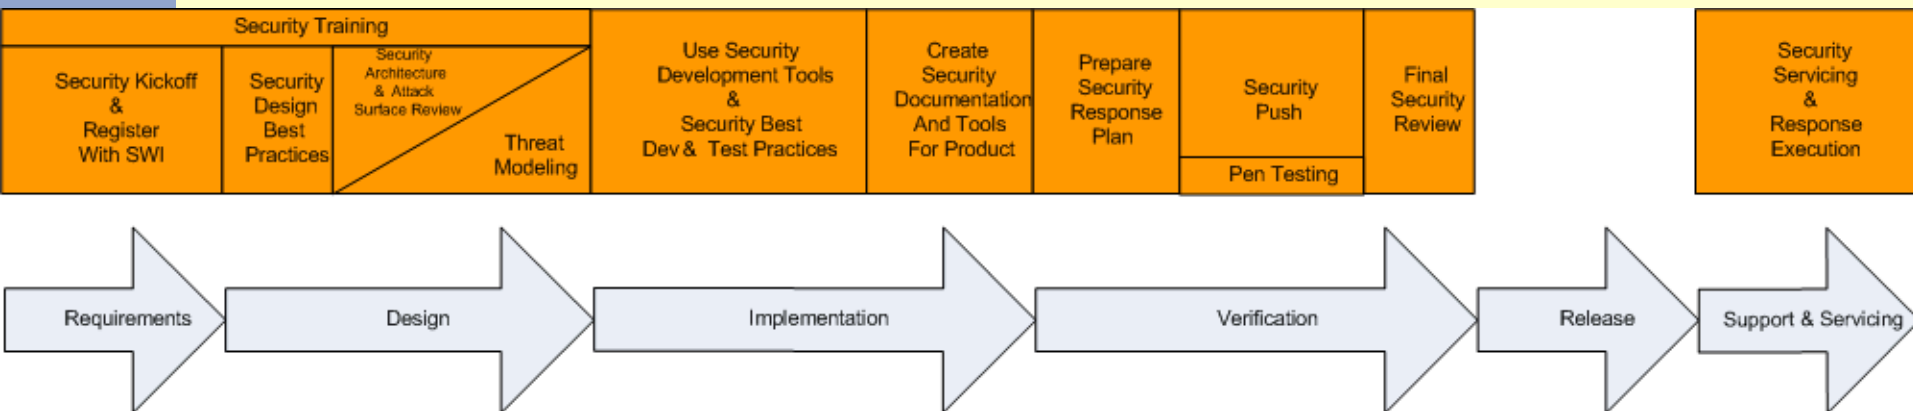 Security Training
Security Kickoff
&
Register
With SWI
Security
Design
Best
Practices
Security
Architecture
& Attack
Surface Review
Threat
Modeling
Use Security
Development Tools
&
Security Best
Dev & Test Practices
Create
Security
Documentation
And Tools
For Product
Prepare
Security
Response
Plan
Security
Push
Pen Testing
Final
Security
Review
Security
Servicing
&
Response
Execution
Requirements
Design
Implementation
Verification
Release
Support & Servicing